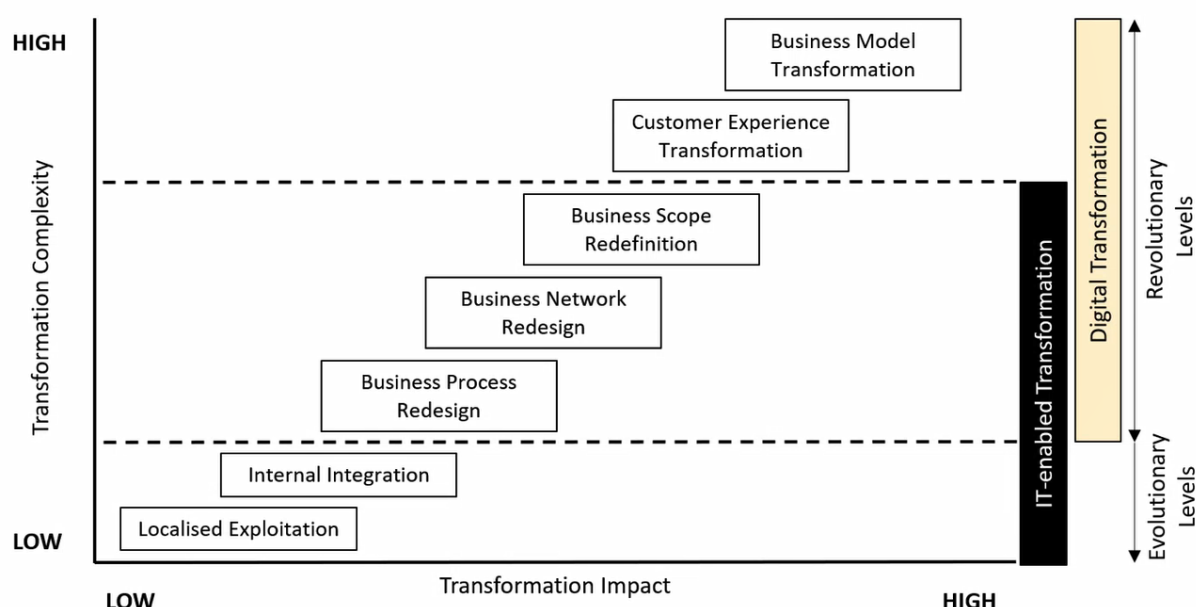 HIGH
Business Model
Transformation
Customer Experience
Transformation
Business Scope
Redefinition
Business Network
Redesign
Business Process
Redesign
Internal Integration
Localised Exploitation
LOW
Transformation Complexity
Transformation Impact
LOW
HIGH
IT-enabled Transformation
Digital Transformation
Revolutionary
Levels
Evolutionary
Levels